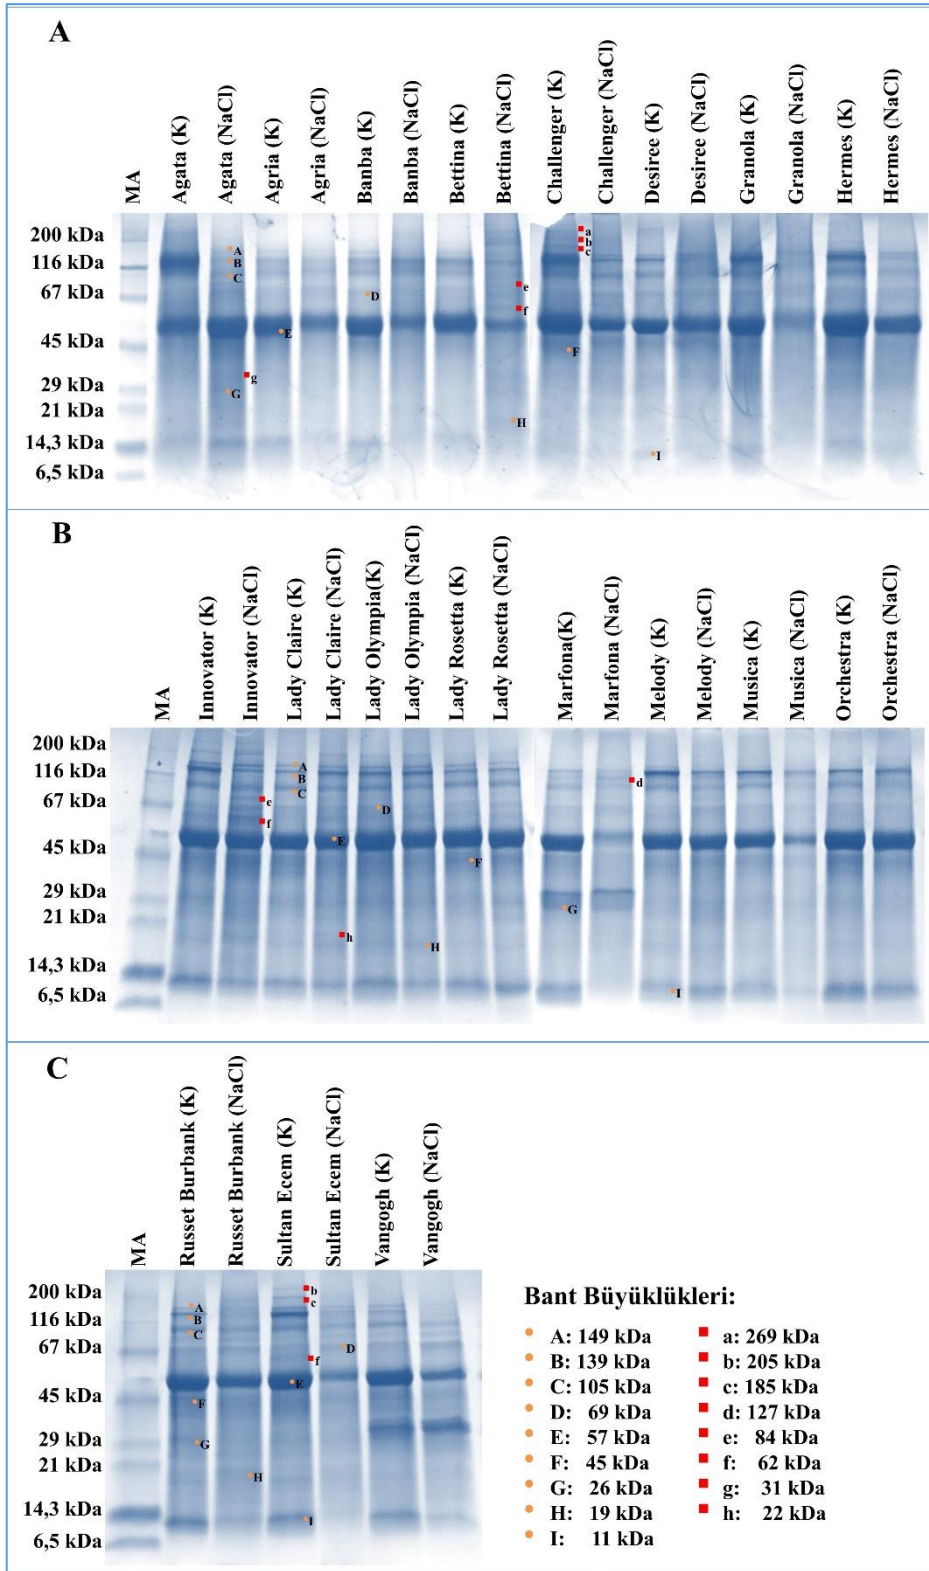 A
MA
Agata (K)
Agata (NaCl)
Agria (K)
Agria (NaCl)
Banba (K)
Banba (NaCl)
Bettina (K)
Bettina (NaCl)
Challenger (K)
Challenger (NaCl)
Desiree (K)
Desiree (NaCl)
Granola (K)
Granola (NaCl)
Hermes (K)
Hermes (NaCl)
200 kDa
116 kDa
67 kDa
45 kDa
29 kDa
21 kDa
14,3 kDa
6,5 kDa
A
B
C
D
E
g
G
e
f
H
a
b
c
F
I
B
MA
Innovator (K)
Innovator (NaCl)
Lady Claire (K)
Lady Claire (NaCl)
Lady Olympia(K)
Lady Olympia (NaCl)
Lady Rosetta (K)
Lady Rosetta (NaCl)
Marfona(K)
Marfona (NaCl)
Melody (K)
Melody (NaCl)
Musica (K)
Musica (NaCl)
Orchestra (K)
Orchestra (NaCl)
200 kDa
116 kDa
67 kDa
45 kDa
29 kDa
21 kDa
14,3 kDa
6,5 kDa
A
B
C
e
f
D
E
F
h
H
d
G
I
C
MA
Russet Burbank (K)
Russet Burbank (NaCl)
Sultan Ecem (K)
Sultan Ecem (NaCl)
Vangogh (K)
Vangogh (NaCl)
200 kDa
116 kDa
67 kDa
45 kDa
29 kDa
21 kDa
14,3 kDa
6,5 kDa
A
B
C
b
c
f
D
E
F
G
H
I
Bant Büyüklükleri:
A: 149 kDa
B: 139 kDa
C: 105 kDa
D: 69 kDa
E: 57 kDa
F: 45 kDa
G: 26 kDa
H: 19 kDa
I: 11 kDa
a: 269 kDa
b: 205 kDa
c: 185 kDa
d: 127 kDa
e: 84 kDa
f: 62 kDa
g: 31 kDa
h: 22 kDa